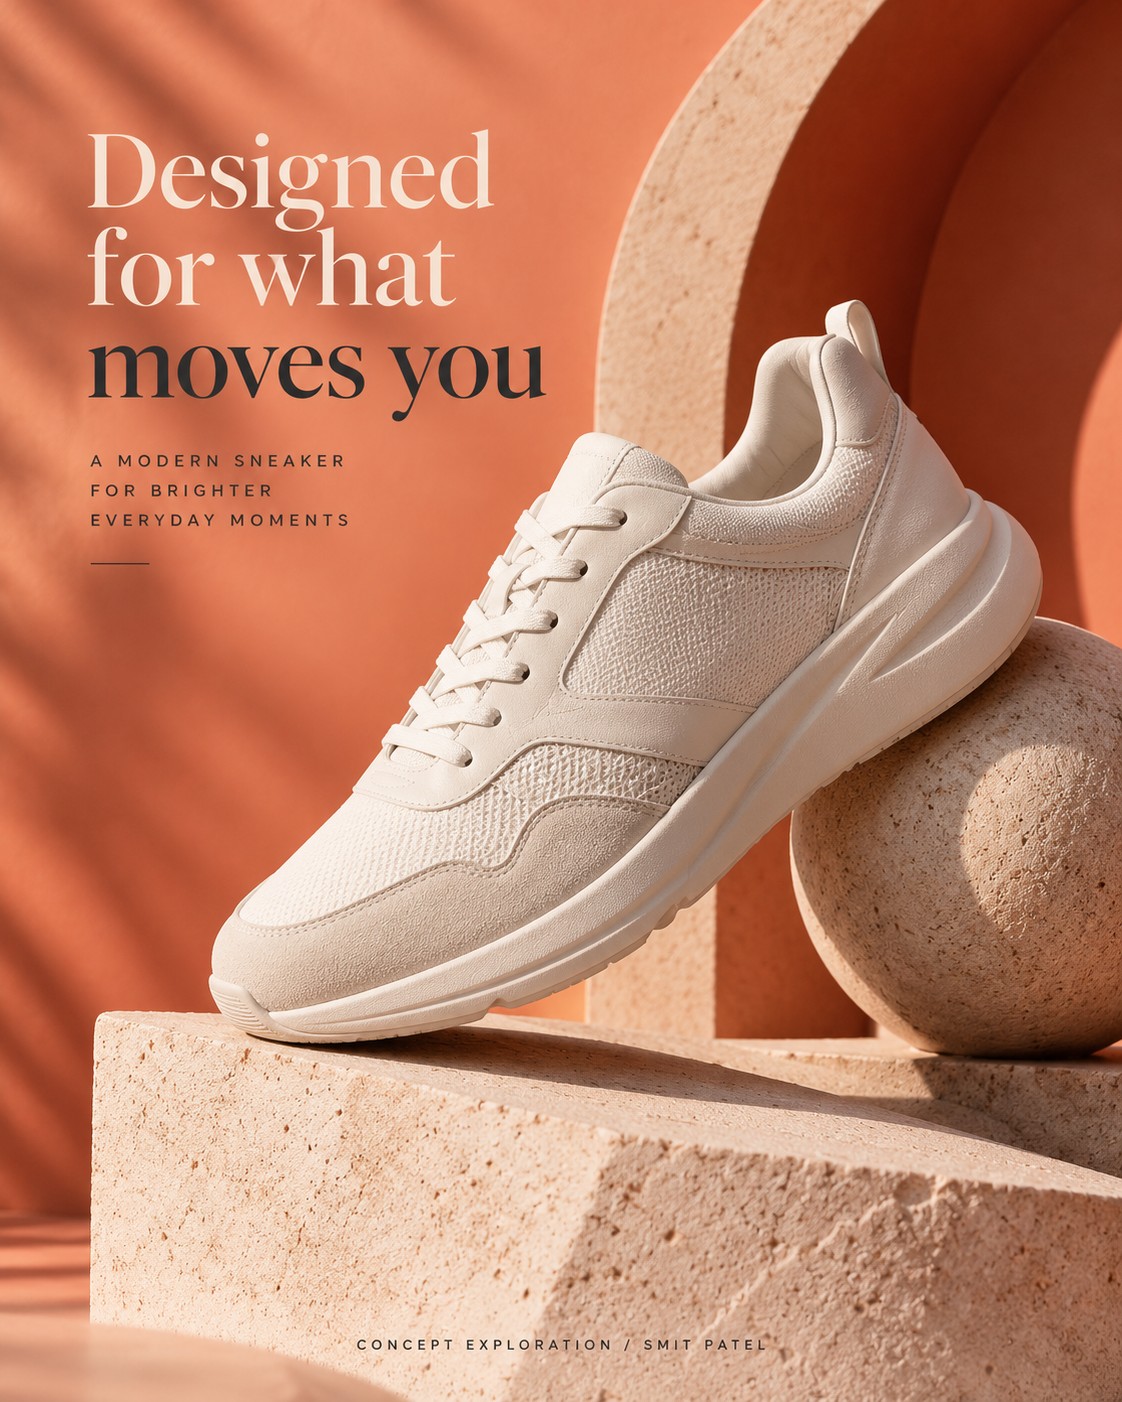 Designed
for what
moves you
A MODERN SNEAKER
FOR BRIGHTER
EVERYDAY MOMENTS
CONCEPT EXPLORATION / SMIT PATEL